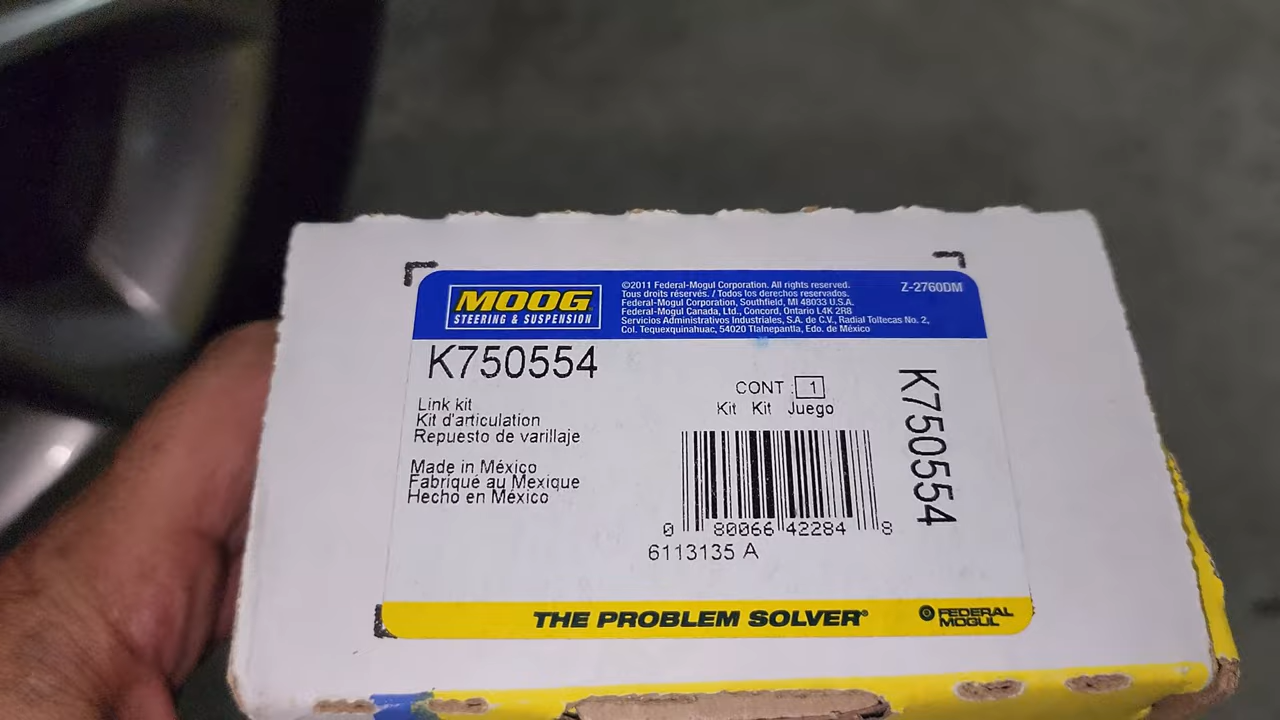 MOOG
STEERING & SUSPENSION
©2011 Federal-Mogul Corporation. All rights reserved.
Tous droits réservés. / Todos los derechos reservados.
Federal-Mogul Corporation, Southfield, MI 48033 U.S.A.
Federal-Mogul Canada, Ltd., Concord, Ontario L4K 2R8
Servicios Administrativos Industriales, S.A. de C.V., Radial Toltecas No. 2,
Col. Tequexquinahuac, 54020 Tlalnepantla, Edo. de México
Z-2760DM
K750554
Link kit
Kit d'articulation
Repuesto de varillaje
Made in México
Fabriqué au Mexique
Hecho en México
CONT : 1
Kit Kit Juego
0 80066 42284 8
6113135 A
K750554
THE PROBLEM SOLVER®
FEDERAL
MOGUL